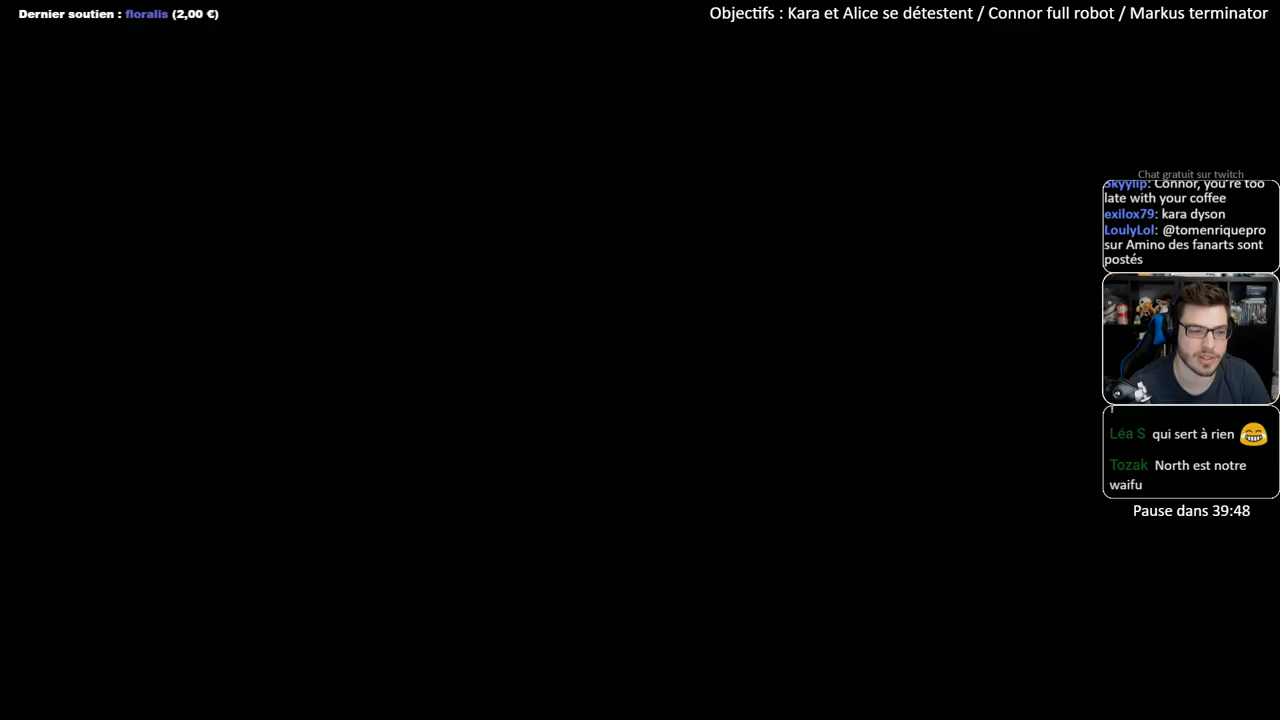 Dernier soutien : floralis (2,00 €)
Objectifs : Kara et Alice se détestent / Connor full robot / Markus terminator
Chat gratuit sur twitch
Skyylip: Connor, you're too
late with your coffee
exilox79: kara dyson
LoulyLol: @tomenriquepro
sur Amino des fanarts sont
postés
!
Léa S qui sert à rien 😂
Tozak North est notre
waifu
Pause dans 39:48